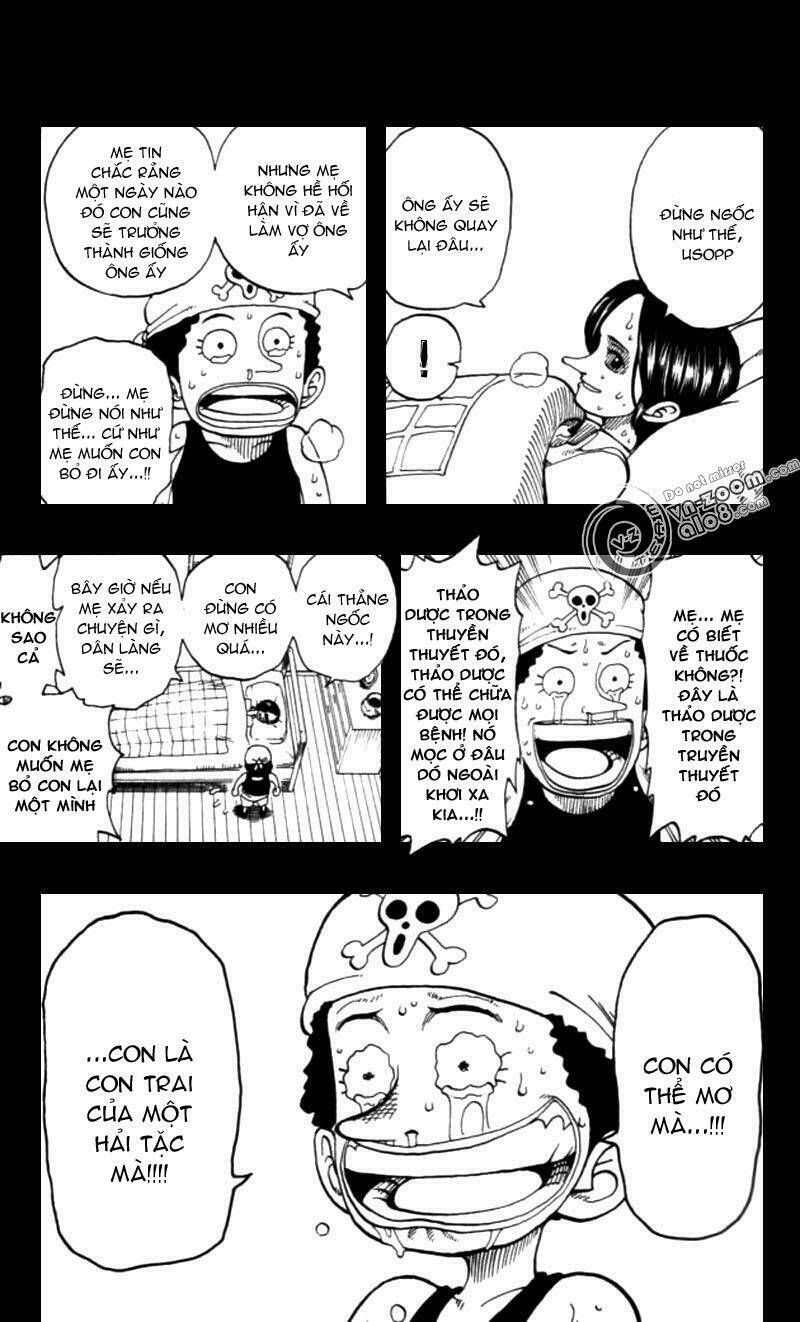 ĐỪNG NGỐC
NHƯ THẾ,
USOPP
ÔNG ẤY SẼ
KHÔNG QUAY
LẠI ĐÂU...
!
NHƯNG MẸ
KHÔNG HỀ HỐI
HẬN VÌ ĐÃ VỀ
LÀM VỢ ÔNG
ẤY
MẸ TIN
CHẮC RẰNG
MỘT NGÀY NÀO
ĐÓ CON CŨNG
SẼ TRƯỞNG
THÀNH GIỐNG
ÔNG ẤY
ĐỪNG... MẸ
ĐỪNG NÓI NHƯ
THẾ... CỨ NHƯ
MẸ MUỐN CON
BỎ ĐI ẤY...!!
Do not mirror
vn-zoom.com
alo8.com
V-Z
MẸ... MẸ
CÓ BIẾT
VỀ THUỐC
KHÔNG?!
ĐÂY LÀ
THẢO DƯỢC
TRONG
TRUYỀN
THUYẾT
ĐÓ
THẢO
DƯỢC TRONG
THUYỀN
THUYẾT ĐÓ,
THẢO DƯỢC
CÓ THỂ CHỮA
ĐƯỢC MỌI
BỆNH! NÓ
MỌC Ở ĐÂU
DÓ NGOÀI
KHƠI XA
KIA...!!
CÁI THẰNG
NGỐC
NÀY...!
CON
ĐỪNG CÓ
MƠ NHIỀU
QUÁ...
BÂY GIỜ NẾU
MẸ XẢY RA
CHUYỆN GÌ,
DÂN LÀNG
SẼ...
KHÔNG
SAO
CẢ
CON KHÔNG
MUỐN MẸ
BỎ CON LẠI
MỘT MÌNH
CON CÓ
THỂ MƠ
MÀ...!!!
...CON LÀ
CON TRAI
CỦA MỘT
HẢI TẶC
MÀ!!!!